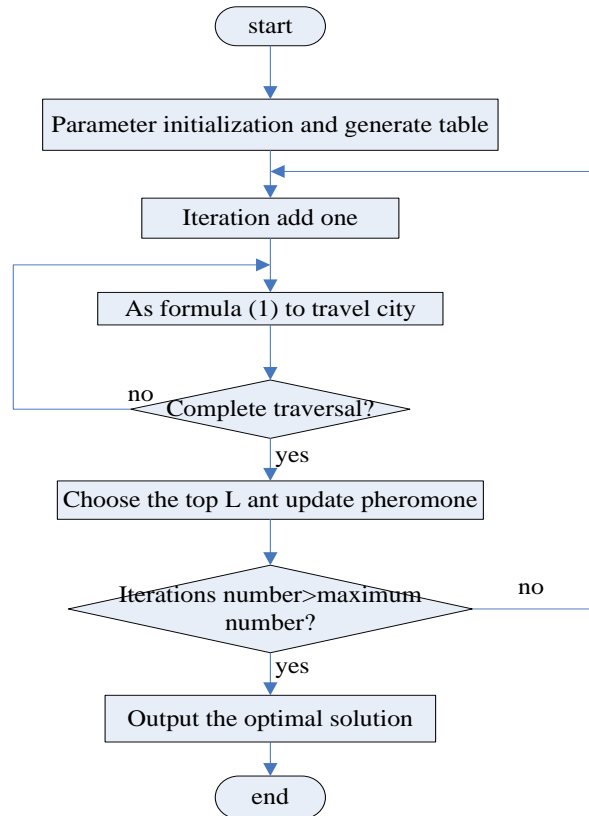 start
Parameter initialization and generate table
Iteration add one
As formula (1) to travel city
no
Complete traversal?
yes
Choose the top L ant update pheromone
Iterations number>maximum
number?
no
yes
Output the optimal solution
end